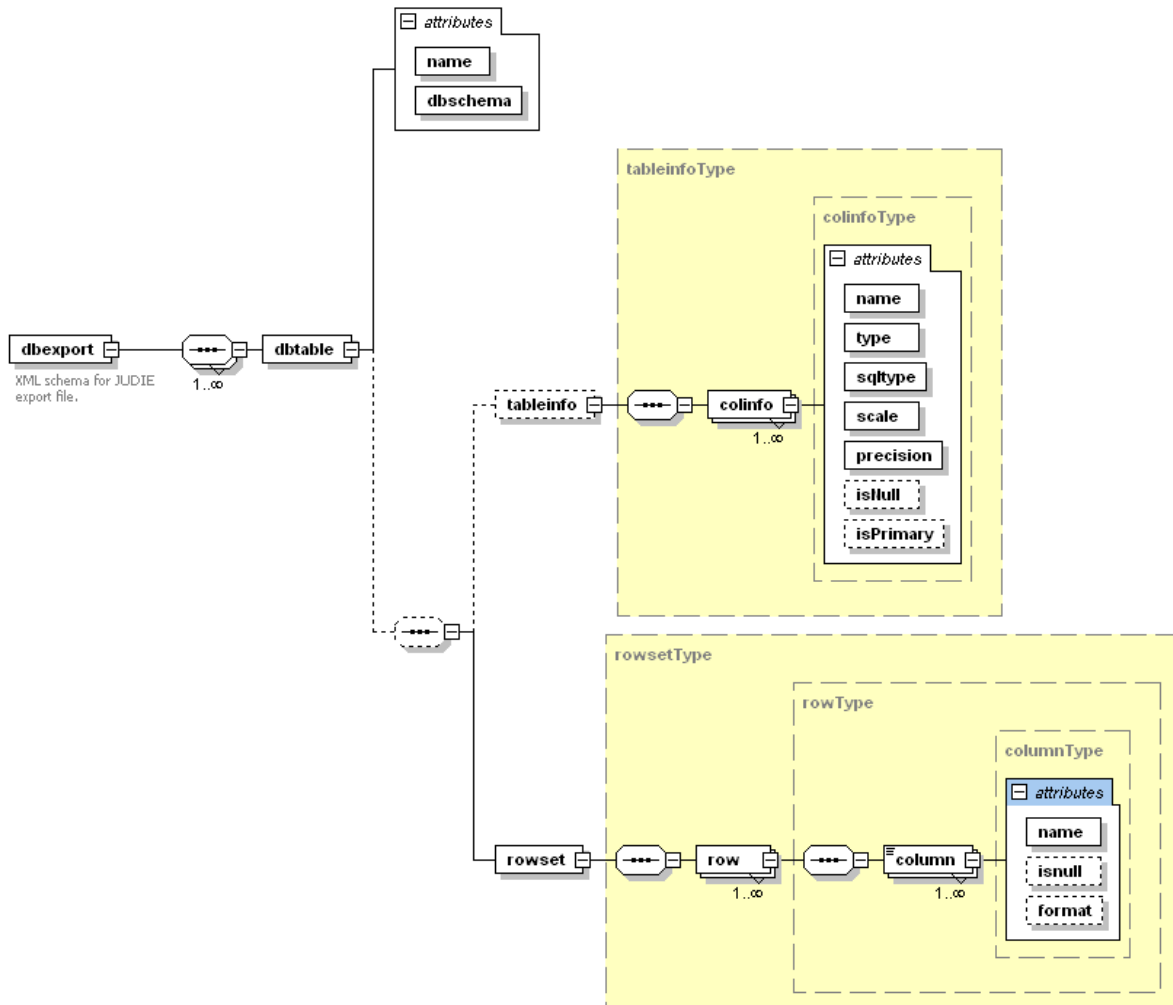 attributes
name
dbschema
tableinfoType
colinfoType
attributes
name
type
sqltype
scale
precision
isNull
isPrimary
dbexport
XML schema for JUDIE
export file.
1..∞
dbtable
tableinfo
colinfo
1..∞
rowsetType
rowType
columnType
attributes
name
isnull
format
rowset
row
1..∞
column
1..∞